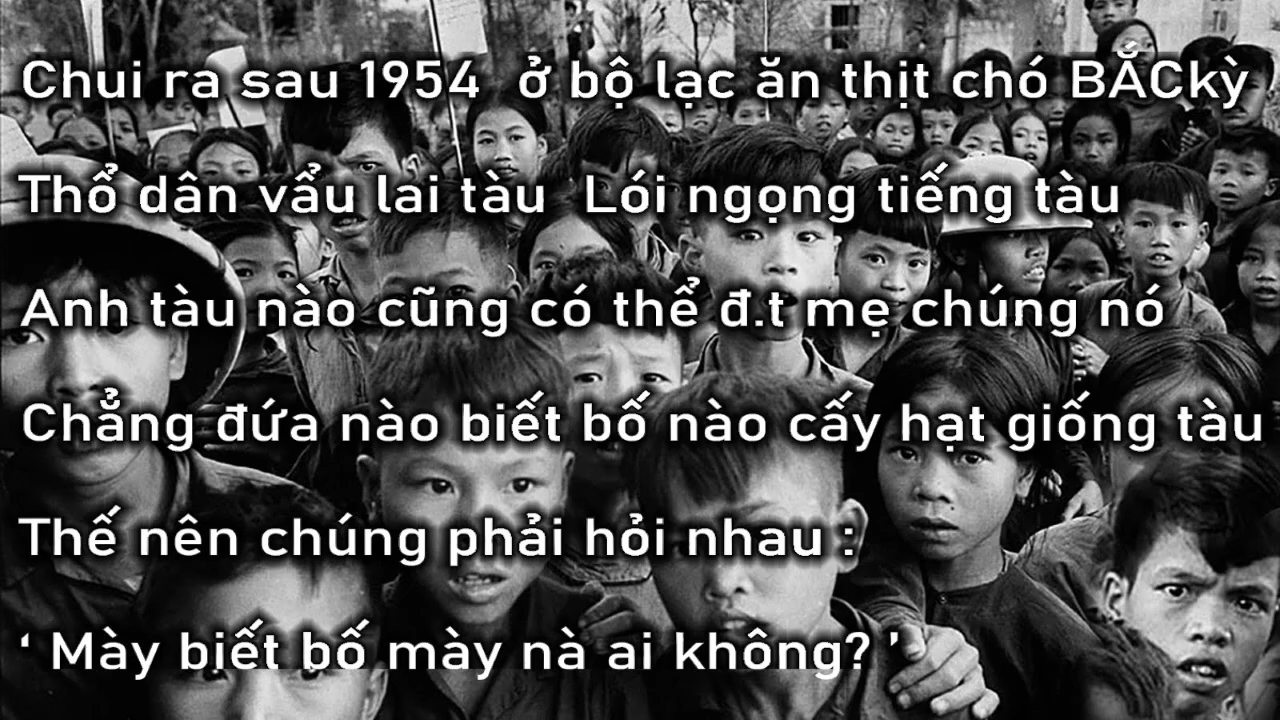 Chui ra sau 1954 ở bộ lạc ăn thịt chó BẮCkỳ
Thổ dân vẩu lai tàu Lói ngọng tiếng tàu
Anh tàu nào cũng có thể đ.t mẹ chúng nó
Chẳng đứa nào biết bố nào cấy hạt giống tàu
Thế nên chúng phải hỏi nhau :
‘ Mày biết bố mày nà ai không? ’